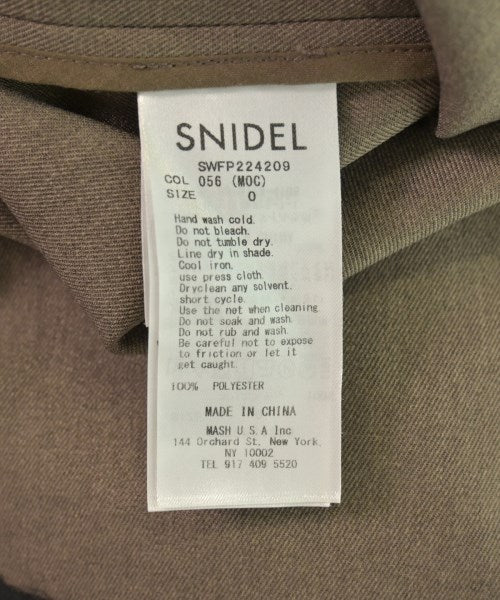 SNIDEL
SWFP224209
COL 056 (MOC)
SIZE 0
Hand wash cold.
Do not bleach.
Do not tumble dry.
Line dry in shade.
Cool iron.
use press cloth.
Dryclean any solvent.
short cycle.
Use the net when cleaning
Do not soak and wash.
Do not rub and wash.
Be careful not to expose
to friction or let it
get caught.
100% POLYESTER
MADE IN CHINA
MASH U.S.A Inc
144 Orchard St. New York.
NY 10002
TEL 917 409 5520